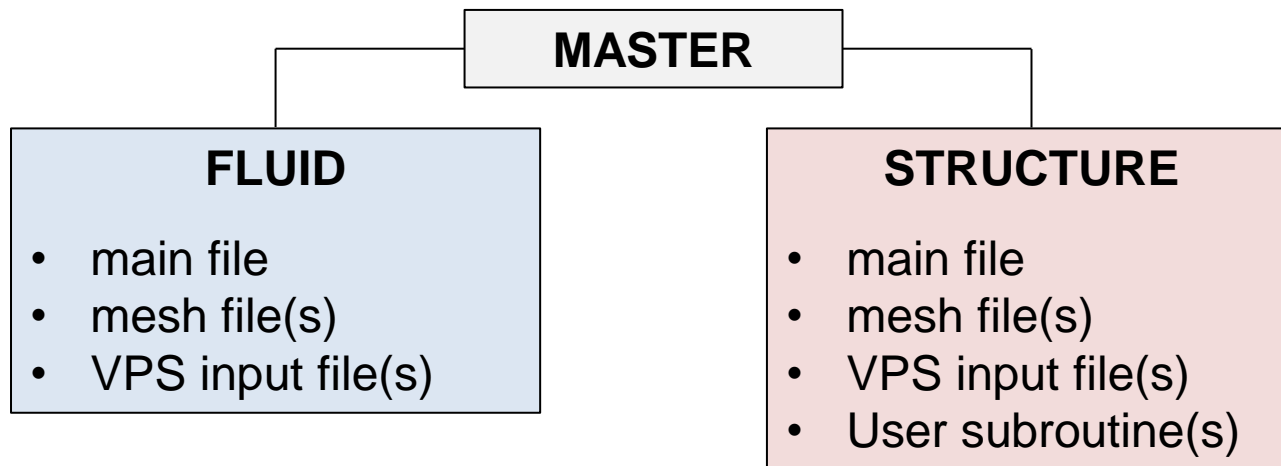 MASTER
FLUID
• main file
• mesh file(s)
• VPS input file(s)
STRUCTURE
• main file
• mesh file(s)
• VPS input file(s)
• User subroutine(s)